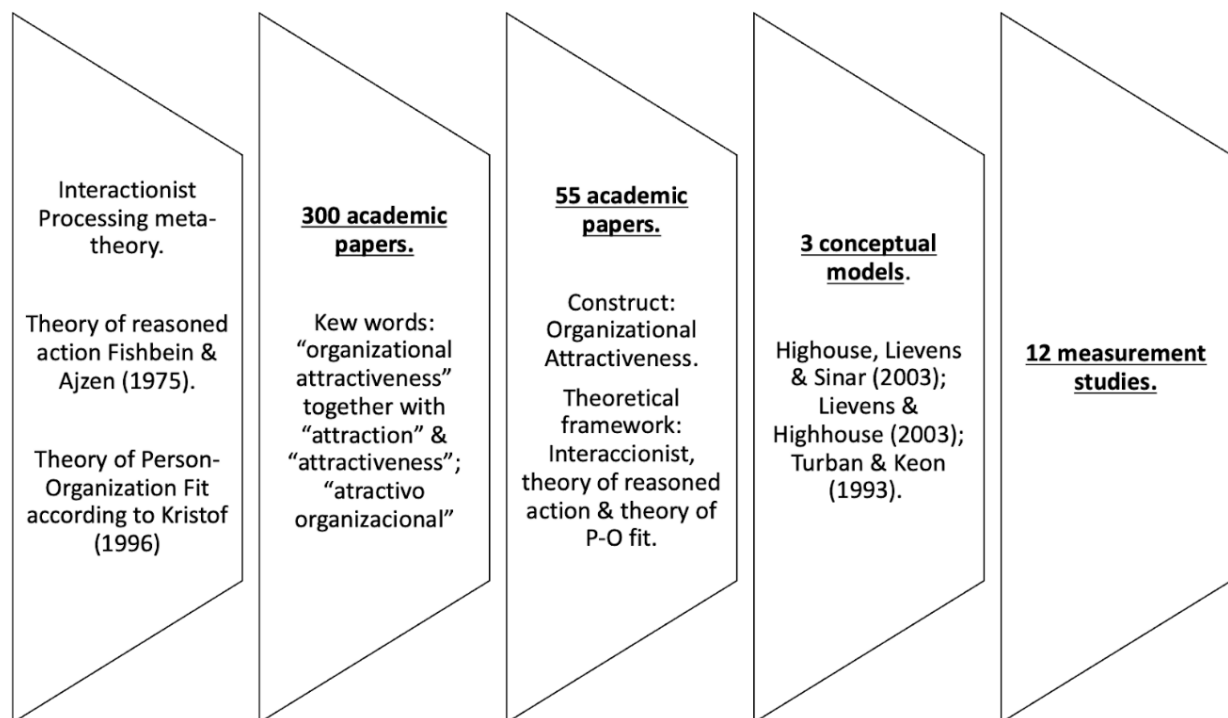 Interactionist
Processing meta-
theory.
Theory of reasoned
action Fishbein &
Ajzen (1975).
Theory of Person-
Organization Fit
according to Kristof
(1996)
300 academic
papers.
Kew words:
“organizational
attractiveness”
together with
“attraction” &
“attractiveness”;
“atractivo
organizacional”
55 academic
papers.
Construct:
Organizational
Attractiveness.
Theoretical
framework:
Interaccionist,
theory of reasoned
action & theory of
P-O fit.
3 conceptual
models.
Highouse, Lievens
& Sinar (2003);
Lievens &
Highhouse (2003);
Turban & Keon
(1993).
12 measurement
studies.